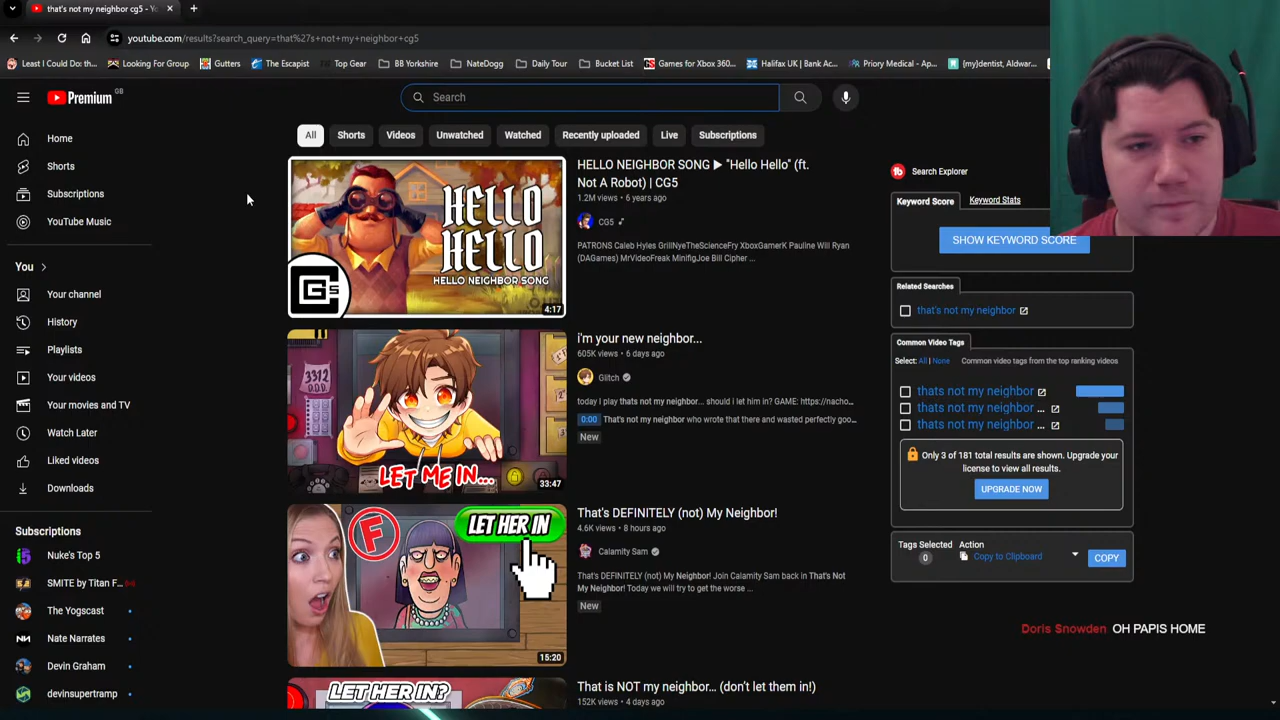 that's not my neighbor cg5 - Yo
youtube.com/results?search_query=that%27s+not+my+neighbor+cg5
Least I Could Do: th...
Looking For Group
Gutters
The Escapist
Top Gear
BB Yorkshire
NateDogg
Daily Tour
Bucket List
Games for Xbox 360...
Halifax UK | Bank Ac...
Priory Medical - Ap...
(my)dentist, Aldwar...
Premium GB
Search
All
Shorts
Videos
Unwatched
Watched
Recently uploaded
Live
Subscriptions
Home
Shorts
Subscriptions
YouTube Music
You
Your channel
History
Playlists
Your videos
Your movies and TV
Watch Later
Liked videos
Downloads
Subscriptions
Nuke's Top 5
SMITE by Titan F...
The Yogscast
Nate Narrates
Devin Graham
devinsupertramp
HELLO
HELLO
HELLO NEIGHBOR SONG
4:17
HELLO NEIGHBOR SONG ▶ "Hello Hello" (ft.
Not A Robot) | CG5
1.2M views • 6 years ago
CG5
PATRONS Caleb Hyles GrillNyeTheScienceFry XboxGamerK Pauline Will Ryan
(DAGames) MrVideoFreak MinifigJoe Bill Cipher ...
3312
D.D.D.
LET ME IN...
33:47
i'm your new neighbor...
605K views • 6 days ago
Glitch
today I play thats not my neighbor... should i let him in? GAME: https://nacho...
0:00 That's not my neighbor who wrote that there and wasted perfectly goo...
New
F
LET HER IN
15:20
That's DEFINITELY (not) My Neighbor!
4.6K views • 8 hours ago
Calamity Sam
That's DEFINITELY (not) My Neighbor! Join Calamity Sam back in That's Not
My Neighbor! Today we will try to get the worse ...
New
LET HER IN?
That is NOT my neighbor... (don't let them in!)
152K views • 4 days ago
Search Explorer
Keyword Score
Keyword Stats
SHOW KEYWORD SCORE
Related Searches
that's not my neighbor
Common Video Tags
Select: All | None Common video tags from the top ranking videos
thats not my neighbor
thats not my neighbor ...
thats not my neighbor ...
Only 3 of 181 total results are shown. Upgrade your
license to view all results.
UPGRADE NOW
Tags Selected
0
Action
Copy to Clipboard
COPY
Doris Snowden OH PAPIS HOME